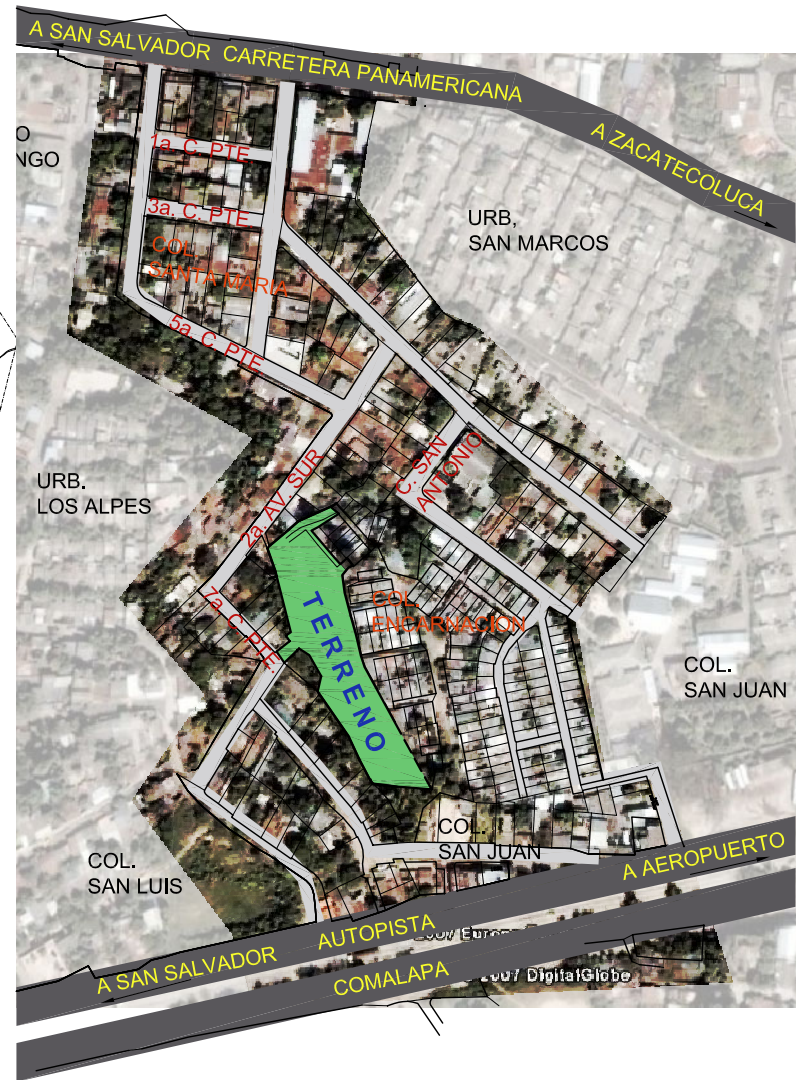 A SAN SALVADOR CARRETERA PANAMERICANA
A ZACATECOLUCA
O
NGO
1a. C. PTE
3a. C. PTE
URB,
SAN MARCOS
COL.
SANTA MARIA
5a. C. PTE
C. SAN
ANTONIO
URB.
LOS ALPES
2a. AV. SUR
7a. C. PTE.
TERRENO
COL.
ENCARNACION
COL.
SAN JUAN
COL.
SAN JUAN
COL.
SAN LUIS
A AEROPUERTO
AUTOPISTA
A SAN SALVADOR
COMALAPA
2007 DigitalGlobe